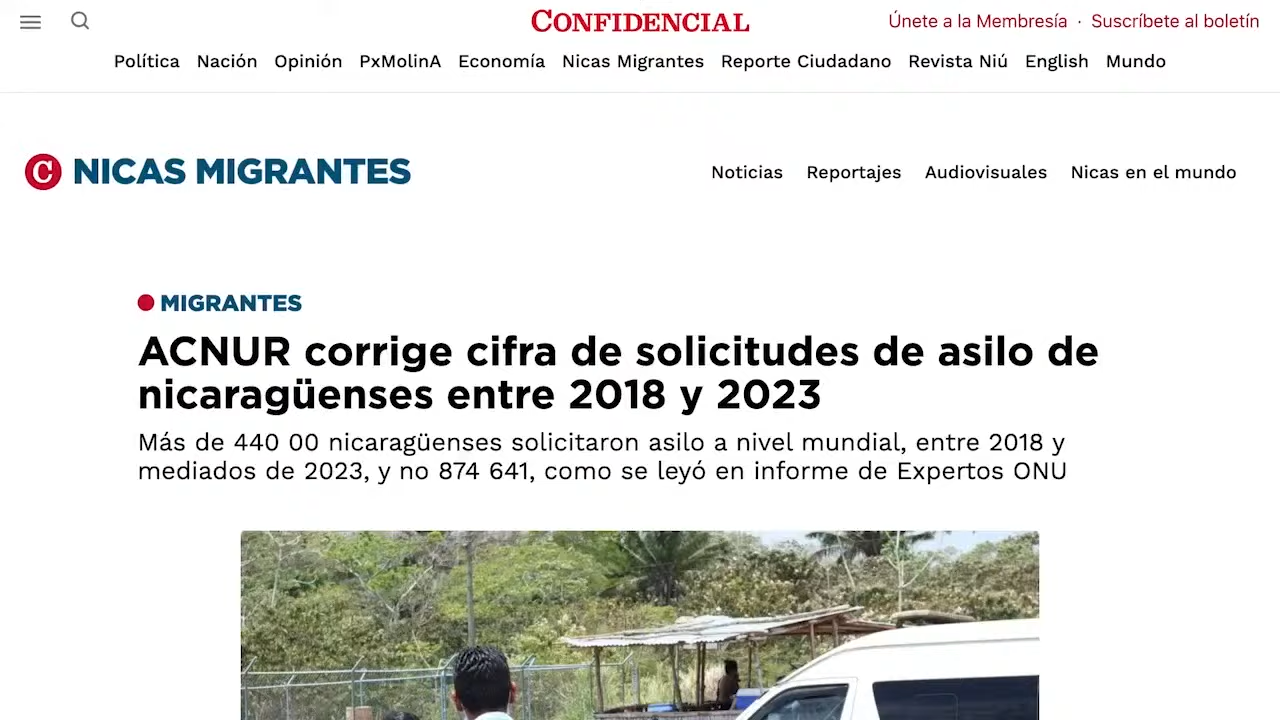 CONFIDENCIAL
Únete a la Membresía · Suscríbete al boletín
Política Nación Opinión PxMolinA Economía Nicas Migrantes Reporte Ciudadano Revista Niú English Mundo
C NICAS MIGRANTES
Noticias Reportajes Audiovisuales Nicas en el mundo
MIGRANTES
ACNUR corrige cifra de solicitudes de asilo de
nicaragüenses entre 2018 y 2023
Más de 440 00 nicaragüenses solicitaron asilo a nivel mundial, entre 2018 y
mediados de 2023, y no 874 641, como se leyó en informe de Expertos ONU